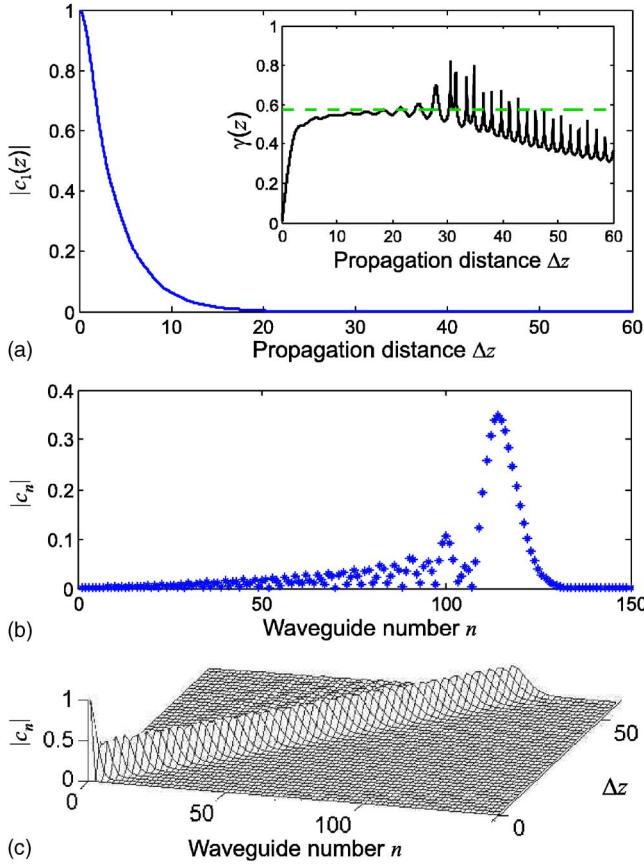 1
0.8
0.6
0.4
0.2
0
|c₁(z)|
0 10 20 30 40 50 60
Propagation distance Δz
1
0.8
0.6
0.4
0.2
0
γ(z)
0 10 20 30 40 50 60
Propagation distance Δz
(a)
0.4
0.3
0.2
0.1
0
|cₙ|
0 50 100 150
Waveguide number n
(b)
1
0.5
0
|cₙ|
0
50
100
Waveguide number n
0
50
Δz
(c)